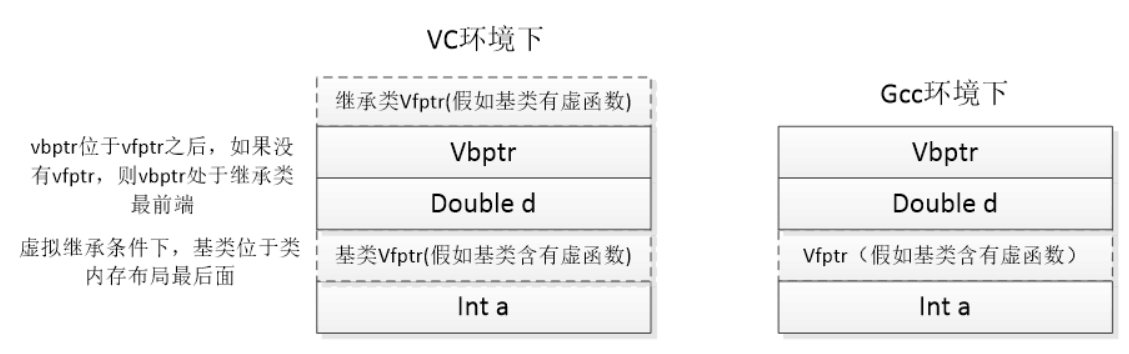 VC环境下
继承类Vfptr(假如基类有虚函数)
Vbptr
Double d
基类Vfptr(假如基类含有虚函数)
Int a
vbptr位于vfptr之后，如果没
有vfptr，则vbptr处于继承类
最前端
虚拟继承条件下，基类位于类
内存布局最后面
Gcc环境下
Vbptr
Double d
Vfptr（假如基类含有虚函数）
Int a